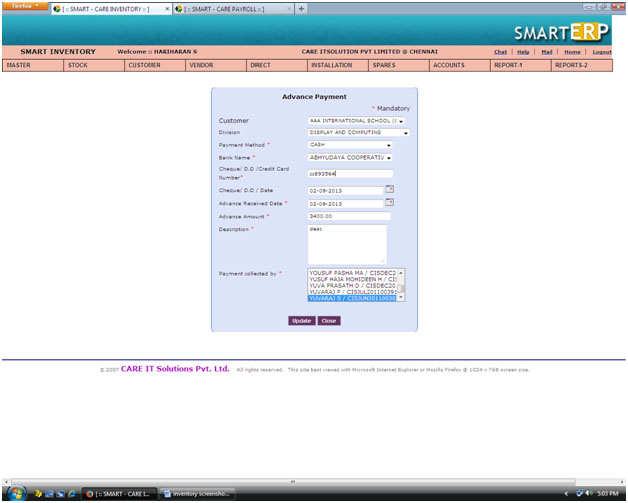 firefox
[ :: SMART - CARE INVENTORY :: ]
[ :: SMART - CARE PAYROLL :: ]
SMART ERP
SMART INVENTORY Welcome :: HARIHARAN S CARE ITSOLUTION PVT LIMITED @ CHENNAI Chat | Help | Mail | Home | Logout
MASTER STOCK CUSTOMER VENDOR DIRECT INSTALLATION SPARES ACCOUNTS REPORT-1 REPORTS-2
Advance Payment
* Mandatory
Customer AAA INTERNATIONAL SCHOOL
Division DISPLAY AND COMPUTING
Payment Method * CASH
Bank Name * ABHYUDAYA COOPERATIV
Cheque/ D.D /Credit Card
Number* cc893564
Cheque/ D.D / Date 02-09-2013
Advance Received Date * 02-09-2013
Advance Amount * 3400.00
Description * desc
Payment collected by *
YOUSUF PASHA MA / CISDEC2
YUSUF HAJA MOHIDEEN H / CIS
YUVA PRASATH D / CISDEC20
YUVARAJ P / CISJUL201100391
YUVARAJ S / CISJUN20110038
Update Close
© 2007 CARE IT Solutions Pvt. Ltd. All rights reserved. This site best viewed with Microsoft Internet Explorer or Mozilla Firefox @ 1024 x 768 screen size.
[ :: SMART - CARE I... inventory screensho... 5:03 PM